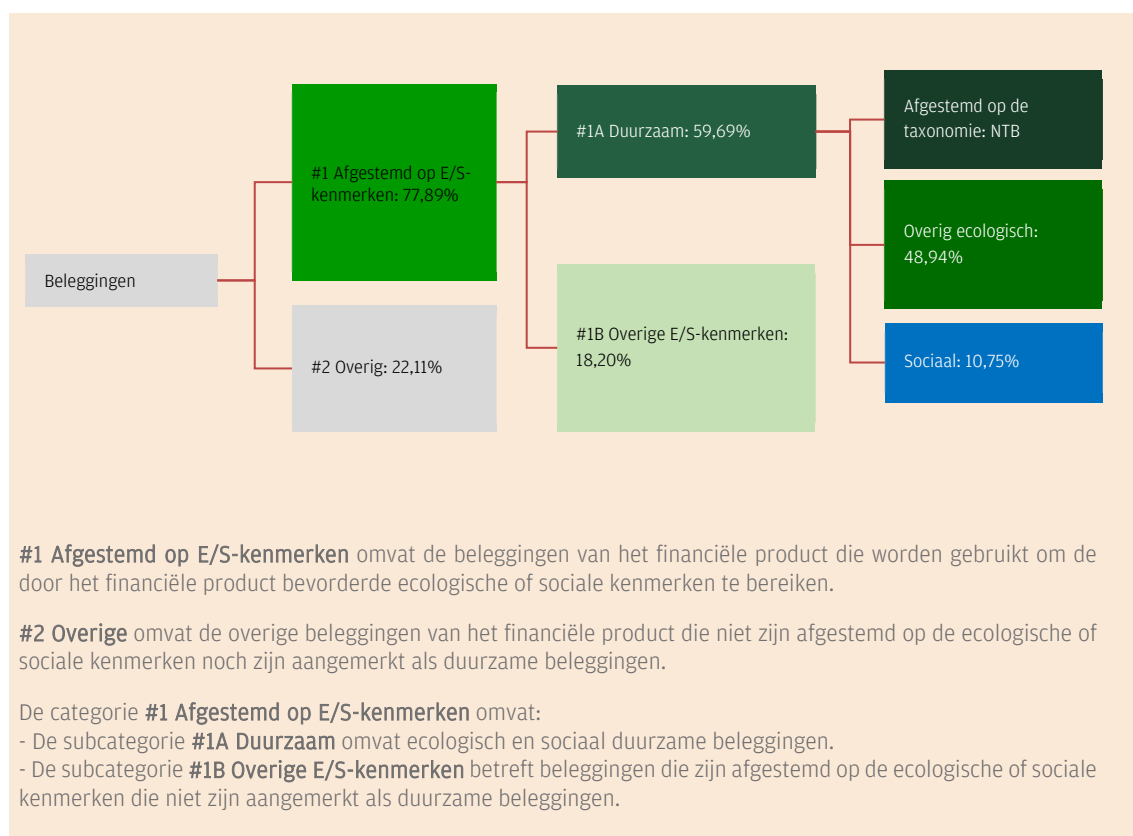 Beleggingen
#1 Afgestemd op E/S-
kenmerken: 77,89%
#2 Overig: 22,11%
#1A Duurzaam: 59,69%
#1B Overige E/S-kenmerken:
18,20%
Afgestemd op de
taxonomie: NTB
Overig ecologisch:
48,94%
Sociaal: 10,75%
#1 Afgestemd op E/S-kenmerken omvat de beleggingen van het financiële product die worden gebruikt om de
door het financiële product bevorderde ecologische of sociale kenmerken te bereiken.
#2 Overige omvat de overige beleggingen van het financiële product die niet zijn afgestemd op de ecologische of
sociale kenmerken noch zijn aangemerkt als duurzame beleggingen.
De categorie #1 Afgestemd op E/S-kenmerken omvat:
- De subcategorie #1A Duurzaam omvat ecologisch en sociaal duurzame beleggingen.
- De subcategorie #1B Overige E/S-kenmerken betreft beleggingen die zijn afgestemd op de ecologische of sociale
kenmerken die niet zijn aangemerkt als duurzame beleggingen.